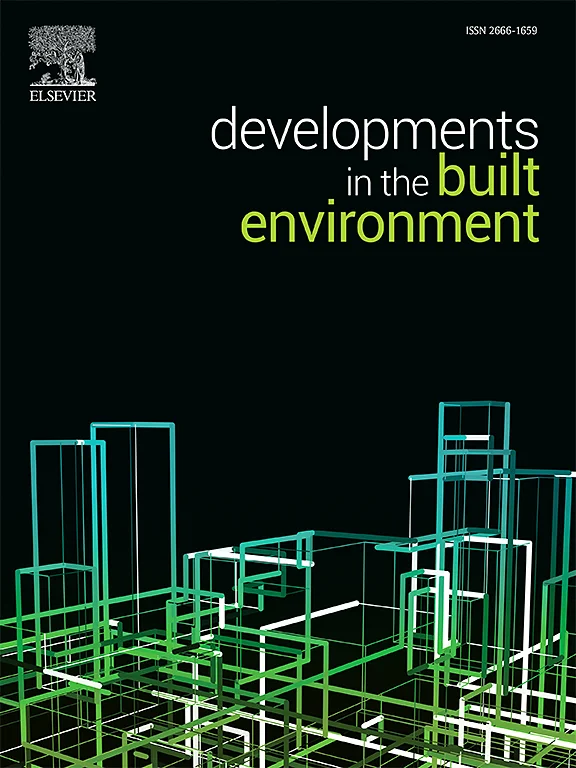 ISSN 2666-1659
ELSEVIER
developments
in the built
environment